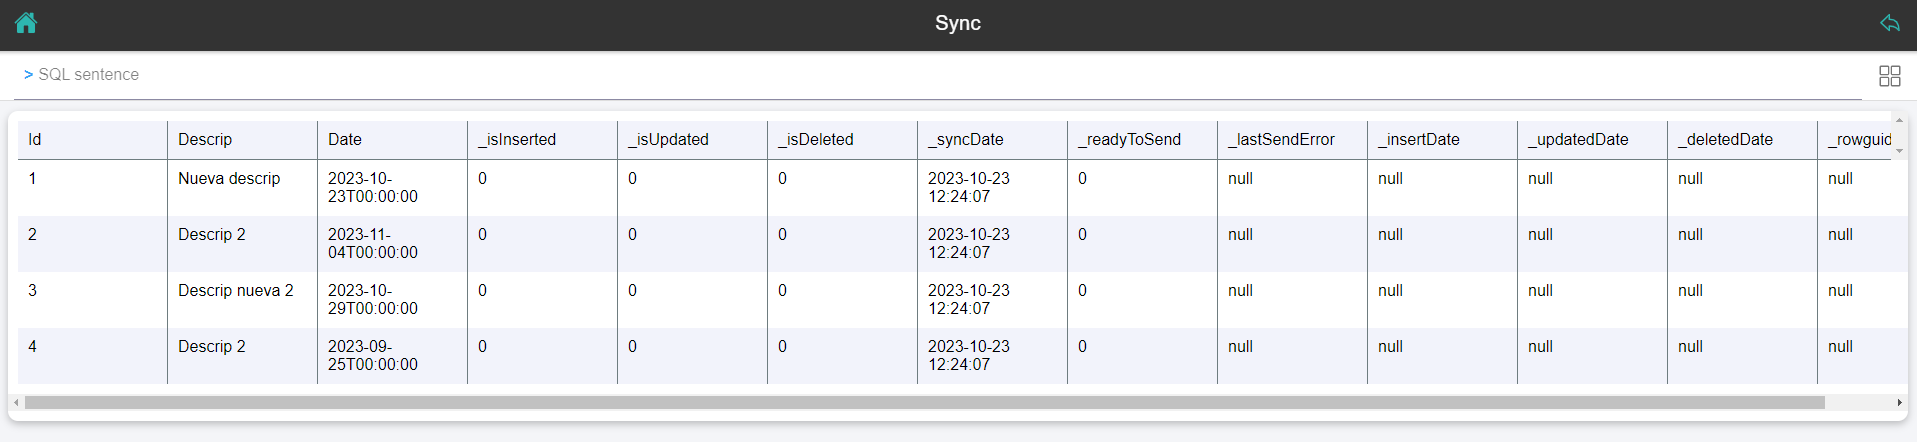 Sync
> SQL sentence
Id Descrip Date _isInserted _isUpdated _isDeleted _syncDate _readyToSend _lastSendError _insertDate _updatedDate _deletedDate _rowguid
1 Nueva descrip 2023-10- 0 0 0 2023-10-23 0 null null null null null
23T00:00:00 12:24:07
2 Descrip 2 2023-11- 0 0 0 2023-10-23 0 null null null null null
04T00:00:00 12:24:07
3 Descrip nueva 2 2023-10- 0 0 0 2023-10-23 0 null null null null null
29T00:00:00 12:24:07
4 Descrip 2 2023-09- 0 0 0 2023-10-23 0 null null null null null
25T00:00:00 12:24:07